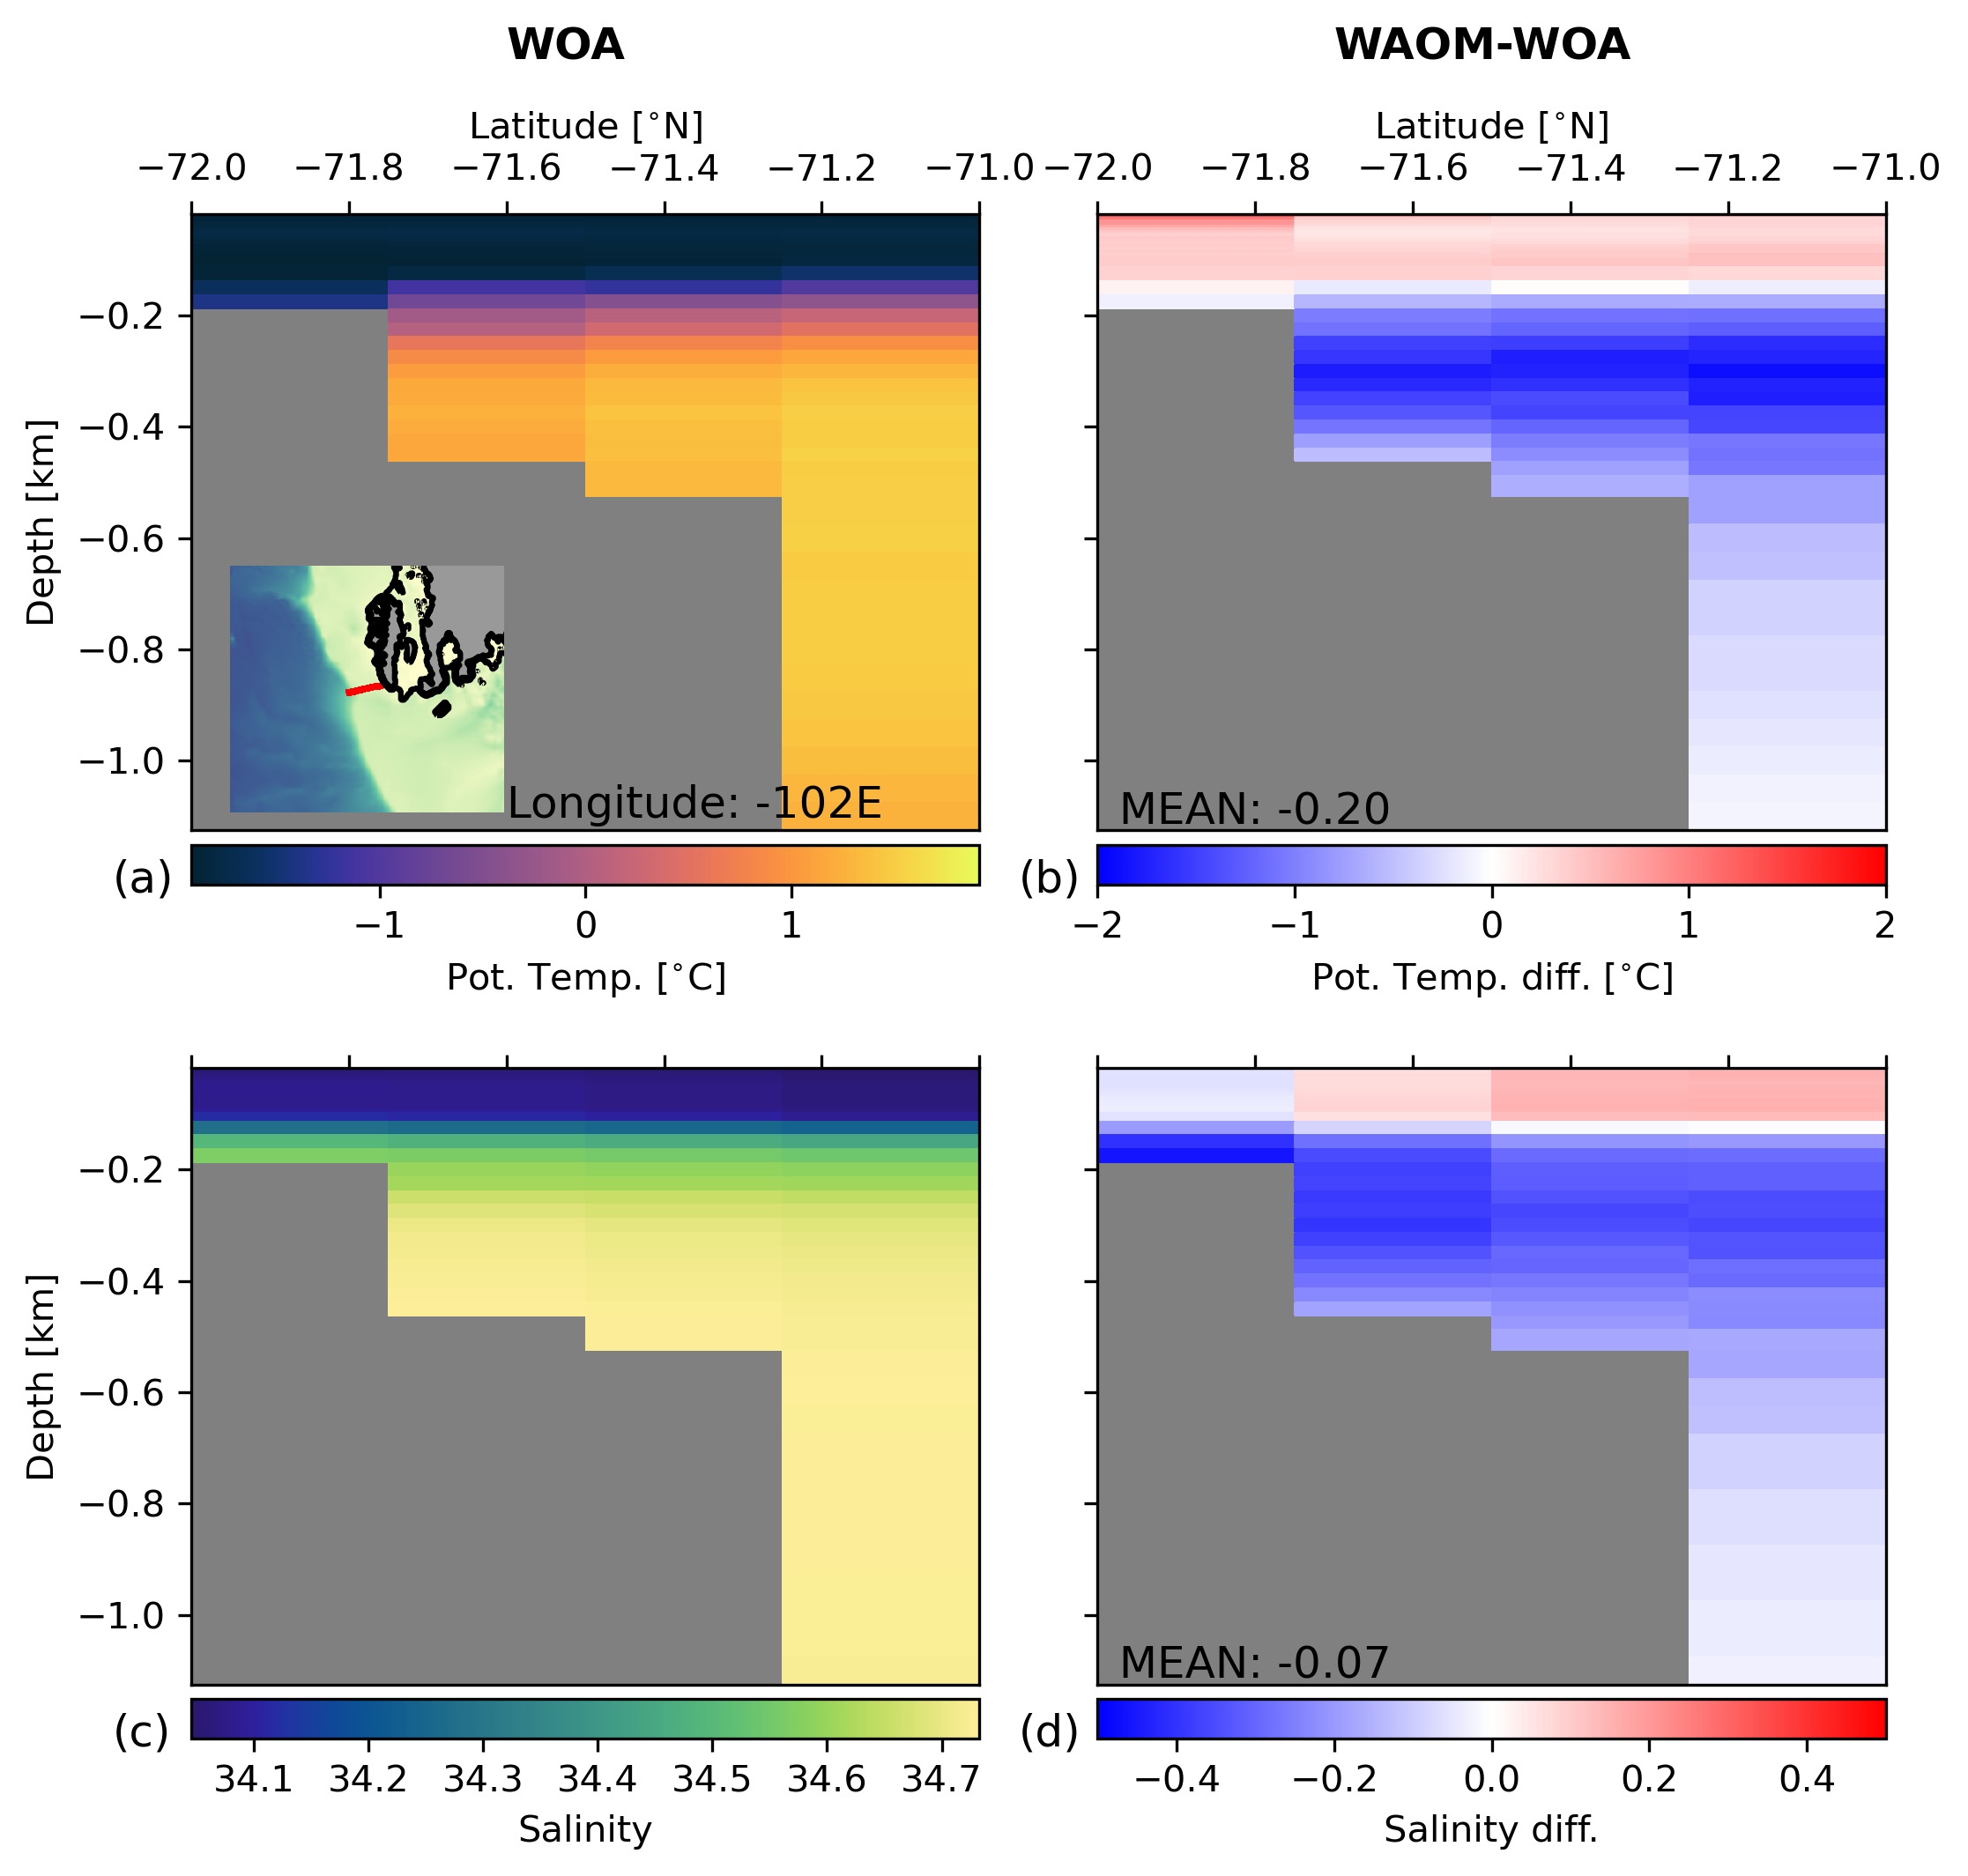 WOA
WAOM-WOA
Latitude [°N]
Latitude [°N]
−72.0 −71.8 −71.6 −71.4 −71.2 −71.0
−72.0 −71.8 −71.6 −71.4 −71.2 −71.0
Depth [km]
−0.2
−0.4
−0.6
−0.8
−1.0
Longitude: -102E
MEAN: -0.20
(a)
−1 0 1
Pot. Temp. [°C]
(b)
−2 −1 0 1 2
Pot. Temp. diff. [°C]
Depth [km]
−0.2
−0.4
−0.6
−0.8
−1.0
MEAN: -0.07
(c)
34.1 34.2 34.3 34.4 34.5 34.6 34.7
Salinity
(d)
−0.4 −0.2 0.0 0.2 0.4
Salinity diff.